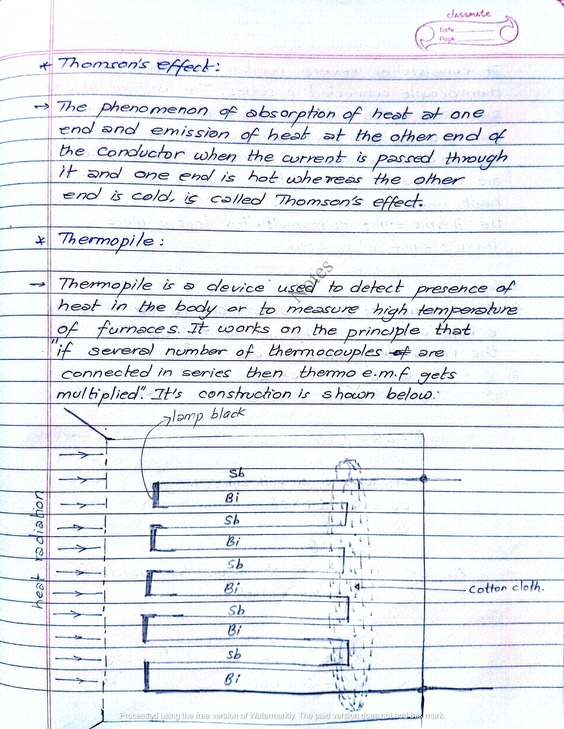 classmate
Date
Page
* Thomson's effect:
→ The phenomenon of absorption of heat at one
end and emission of heat at the other end of
the conductor when the current is passed through
it and one end is hot whereas the other
end is cold, is called Thomson's effect.
* Thermopile:
Notes
→ Thermopile is a device used to detect presence of
heat in the body or to measure high temperature
of furnaces. It works on the principle that
"if several number of thermocouples are
connected in series then thermo e.m.f gets
multiplied". It's construction is shown below:
lamp black
Sb
Bi
Sb
Bi
Sb
Bi
Sb
Bi
Sb
Bi
heat radiation
cotton cloth.
Processed using the free version of Watermarkly. The paid version does not add this mark.